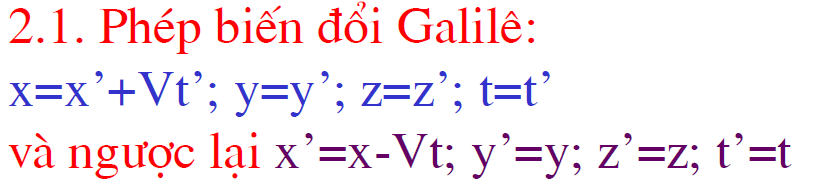 2.1. Phép biến đổi Galilê:
x=x’+Vt’; y=y’; z=z’; t=t’
và ngược lại x’=x-Vt; y’=y; z’=z; t’=t